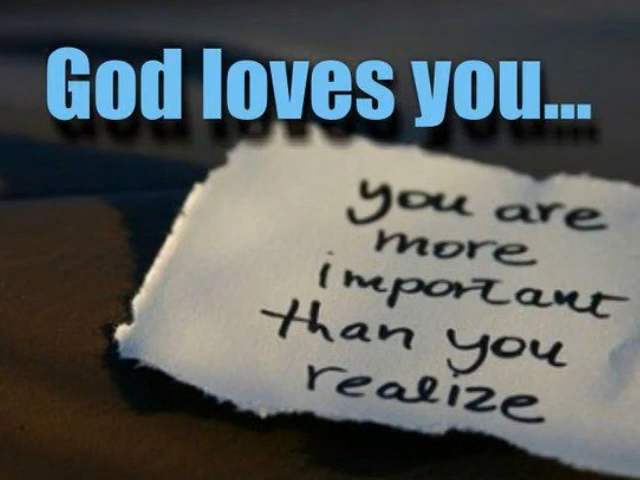 God loves you...
you are
more
important
than you
realize